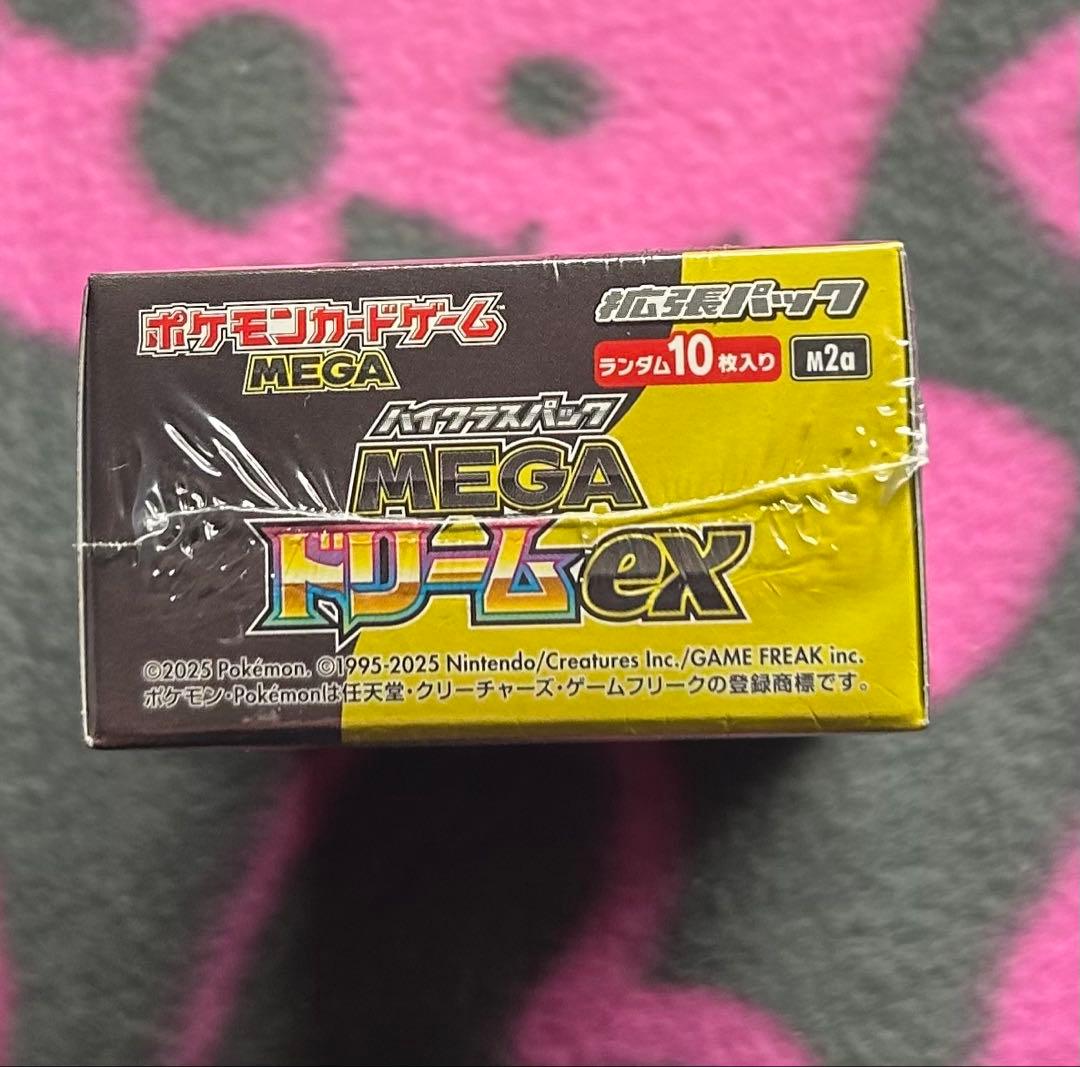 ポケモンカードゲーム™
MEGA
拡張パック
ランダム10枚入り
M2a
ハイクラスパック
MEGA
ドリームex
©2025 Pokémon. ©1995-2025 Nintendo/Creatures Inc./GAME FREAK inc.
ポケモン・Pokémonは任天堂・クリーチャーズ・ゲームフリークの登録商標です。